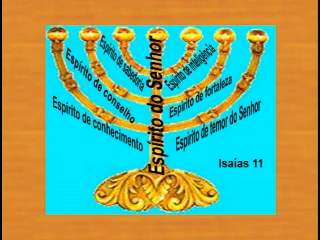 Espírito de sabedoria
Espírito de conselho
Espírito de conhecimento
Espírito do Senhor
Espírito de inteligência
Espírito de fortaleza
Espírito de temor do Senhor
Isaías 11